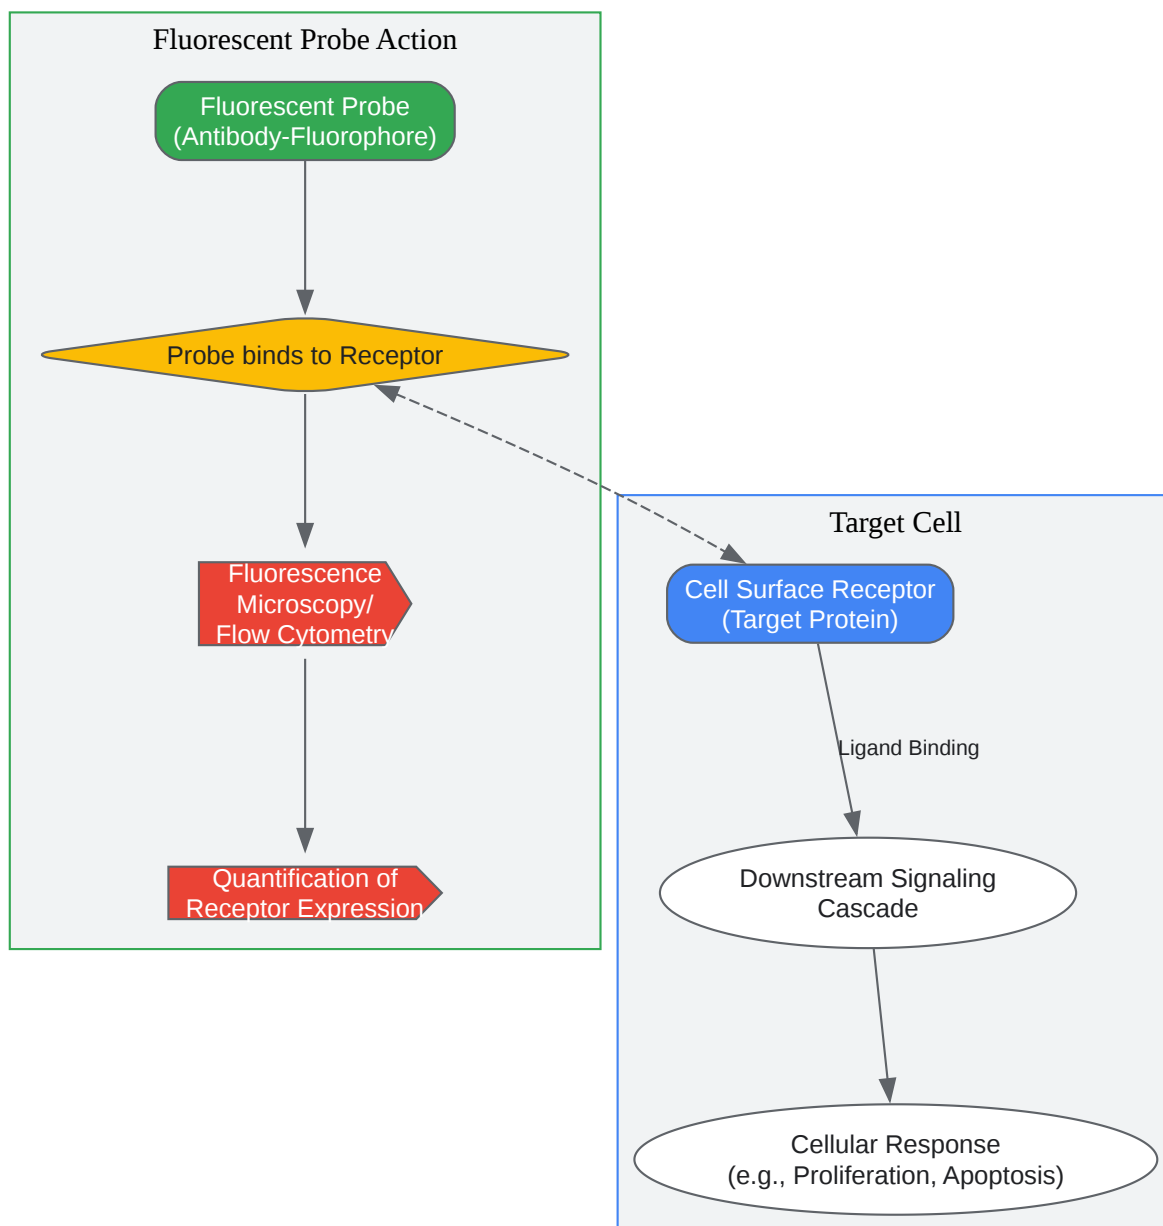 Fluorescent Probe Action
Fluorescent Probe
(Antibody-Fluorophore)
Probe binds to Receptor
Fluorescence
Microscopy/
Flow Cytometry
Quantification of
Receptor Expression
Target Cell
Cell Surface Receptor
(Target Protein)
Ligand Binding
Downstream Signaling
Cascade
Cellular Response
(e.g., Proliferation, Apoptosis)